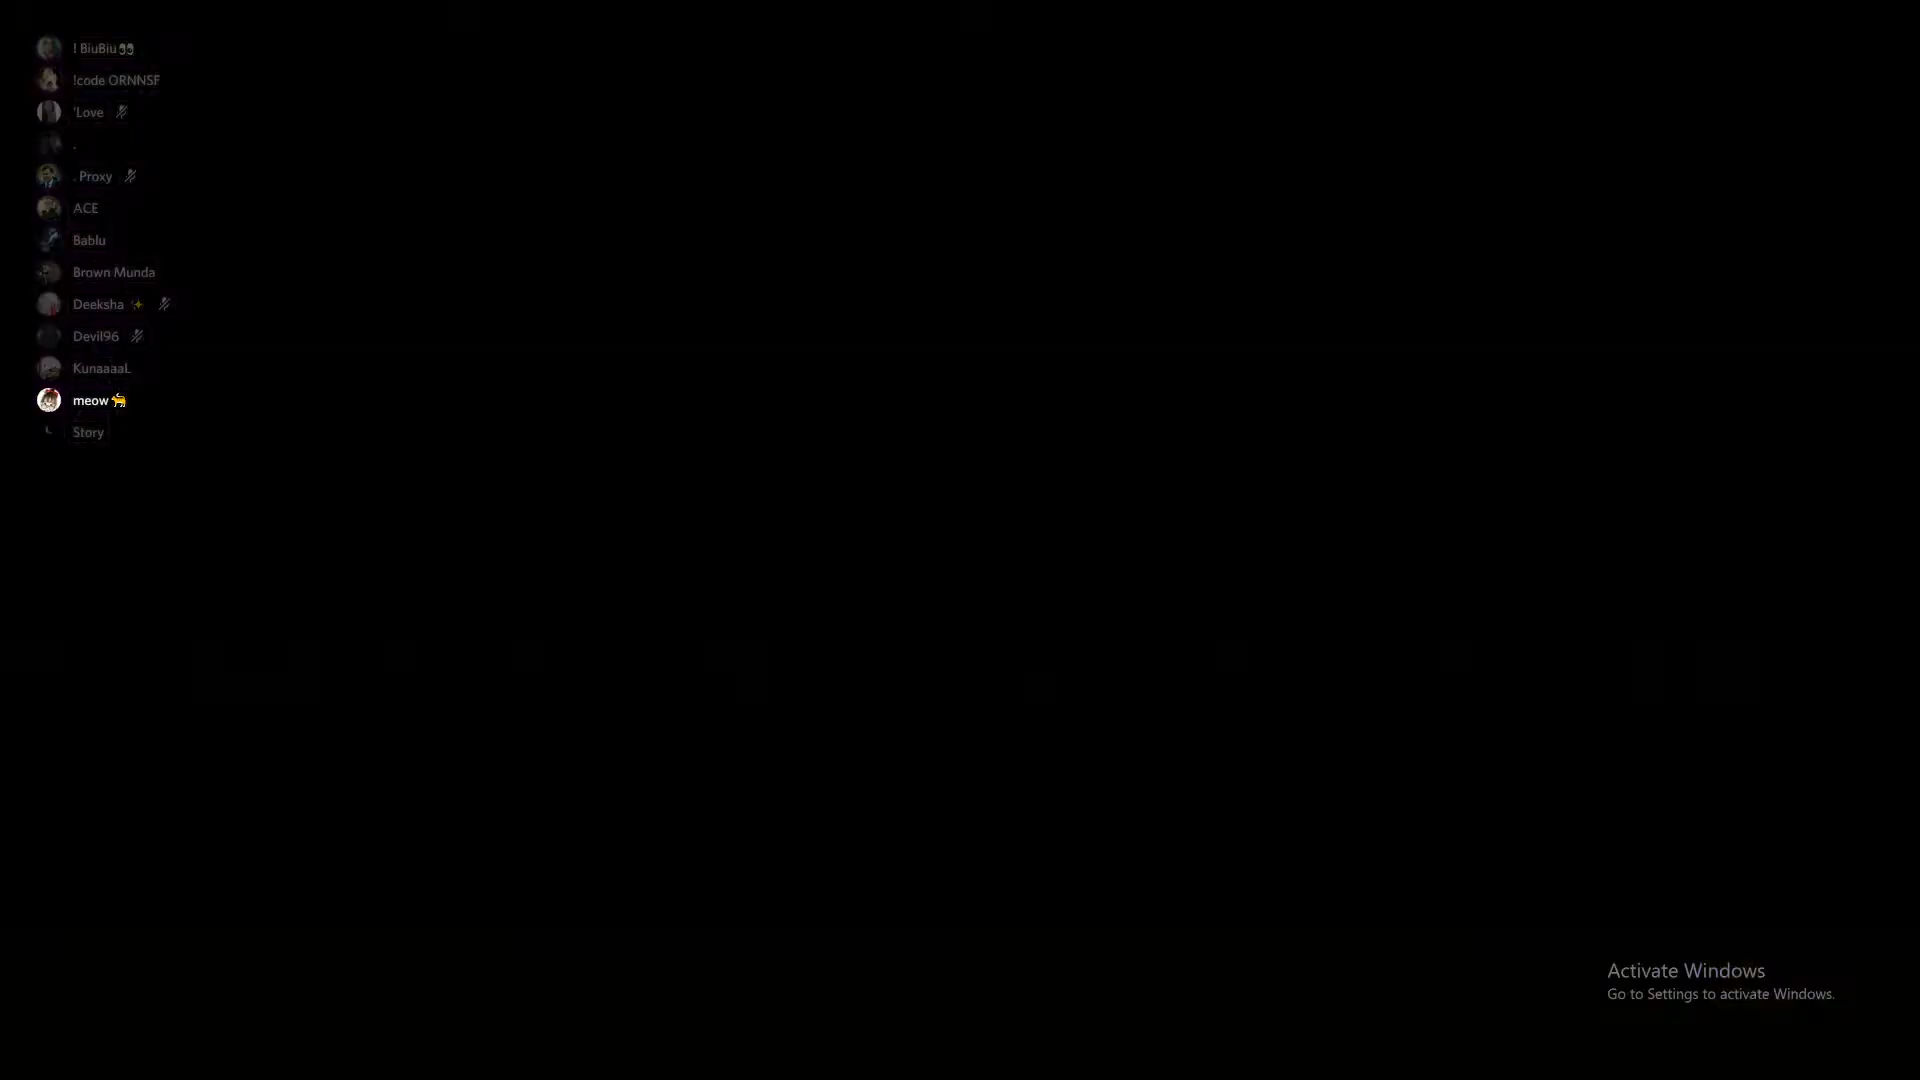 ! BiuBiu👀
!code ORNNSF
'Love
.
. Proxy
ACE
Bablu
Brown Munda
Deeksha ✨
Devil96
KunaaaaL
meow 🐈
Story
Activate Windows
Go to Settings to activate Windows.